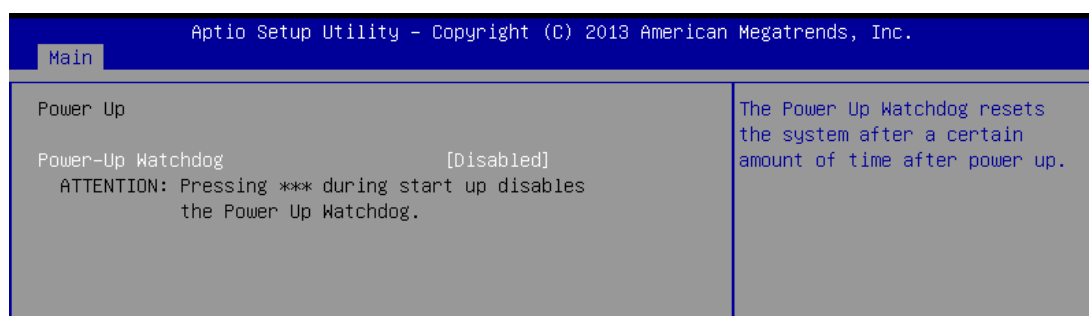 Aptio Setup Utility – Copyright (C) 2013 American Megatrends, Inc.
Main
Power Up
Power-Up Watchdog [Disabled]
ATTENTION: Pressing *** during start up disables
the Power Up Watchdog.
The Power Up Watchdog resets
the system after a certain
amount of time after power up.